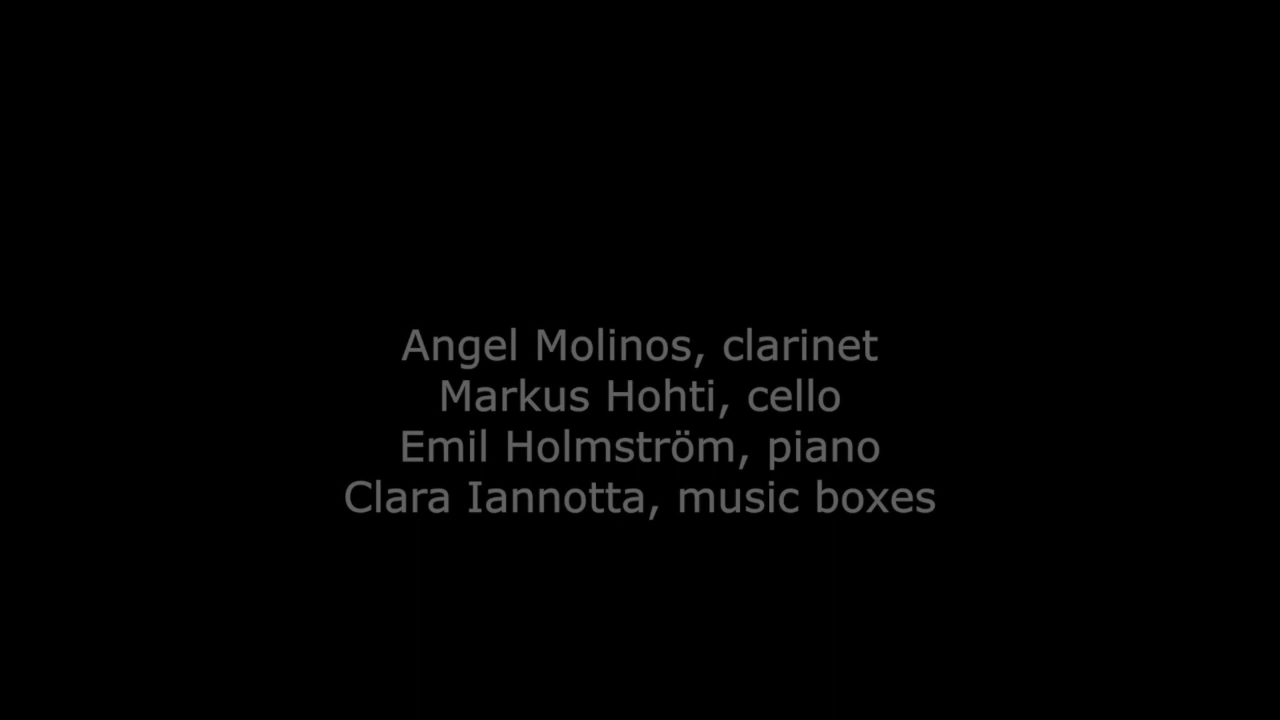 Angel Molinos, clarinet
Markus Hohti, cello
Emil Holmström, piano
Clara Iannotta, music boxes